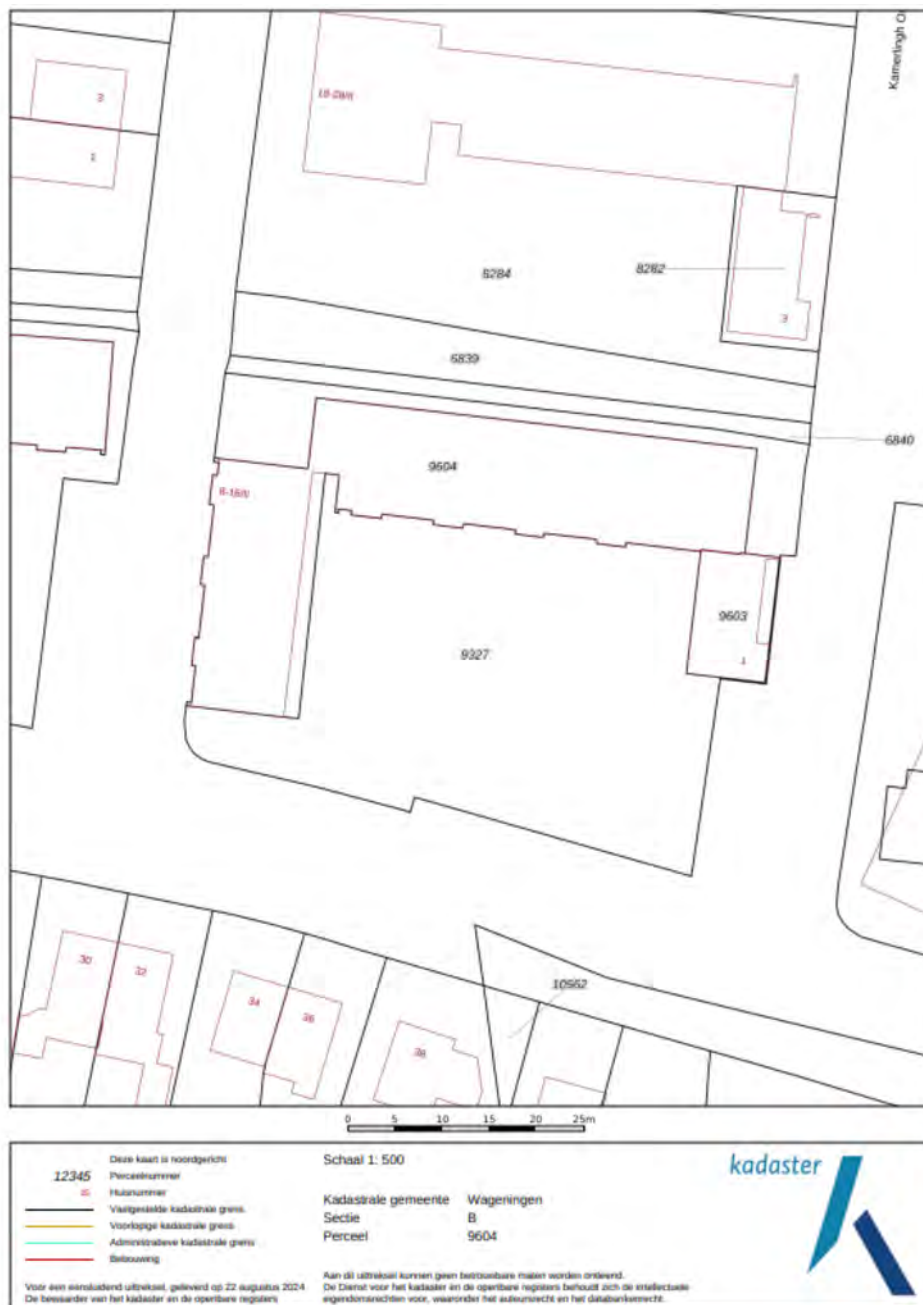 Kamerlingh O
3
1
18-28/II
8284
8282
3
6839
6840
9604
9603
1
9327
30
32
34
36
38
10562
0 5 10 15 20 25m
Deze kaart is noordgericht
12345 Perceelnummer
25 Huisnummer
Vastgestelde kadastrale grens
Voorlopige kadastrale grens
Administratieve kadastrale grens
Bebouwing
Voor een eensluidend uittreksel, geleverd op 22 augustus 2024
De bewaarder van het kadaster en de openbare registers
Schaal 1: 500
Kadastrale gemeente Wageningen
Sectie B
Perceel 9604
Aan dit uittreksel kunnen geen betrouwbare maten worden ontleend.
De Dienst voor het kadaster en de openbare registers behoudt zich de intellectuele
eigendomsrechten voor, waaronder het auteursrecht en het databankenrecht.
kadaster